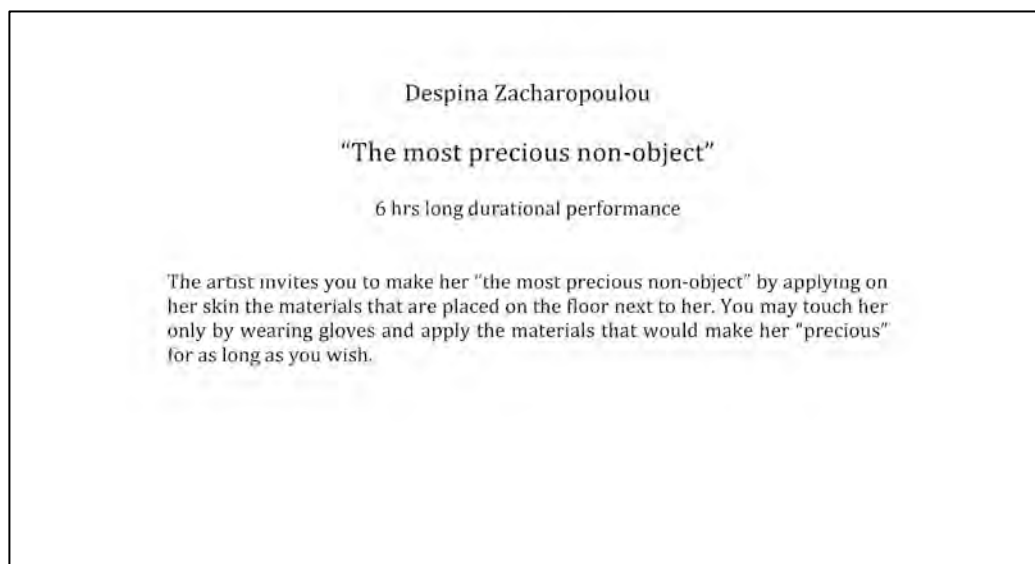 Despina Zacharopoulou
“The most precious non-object”
6 hrs long durational performance
The artist invites you to make her “the most precious non-object” by applying on
her skin the materials that are placed on the floor next to her. You may touch her
only by wearing gloves and apply the materials that would make her “precious”
for as long as you wish.